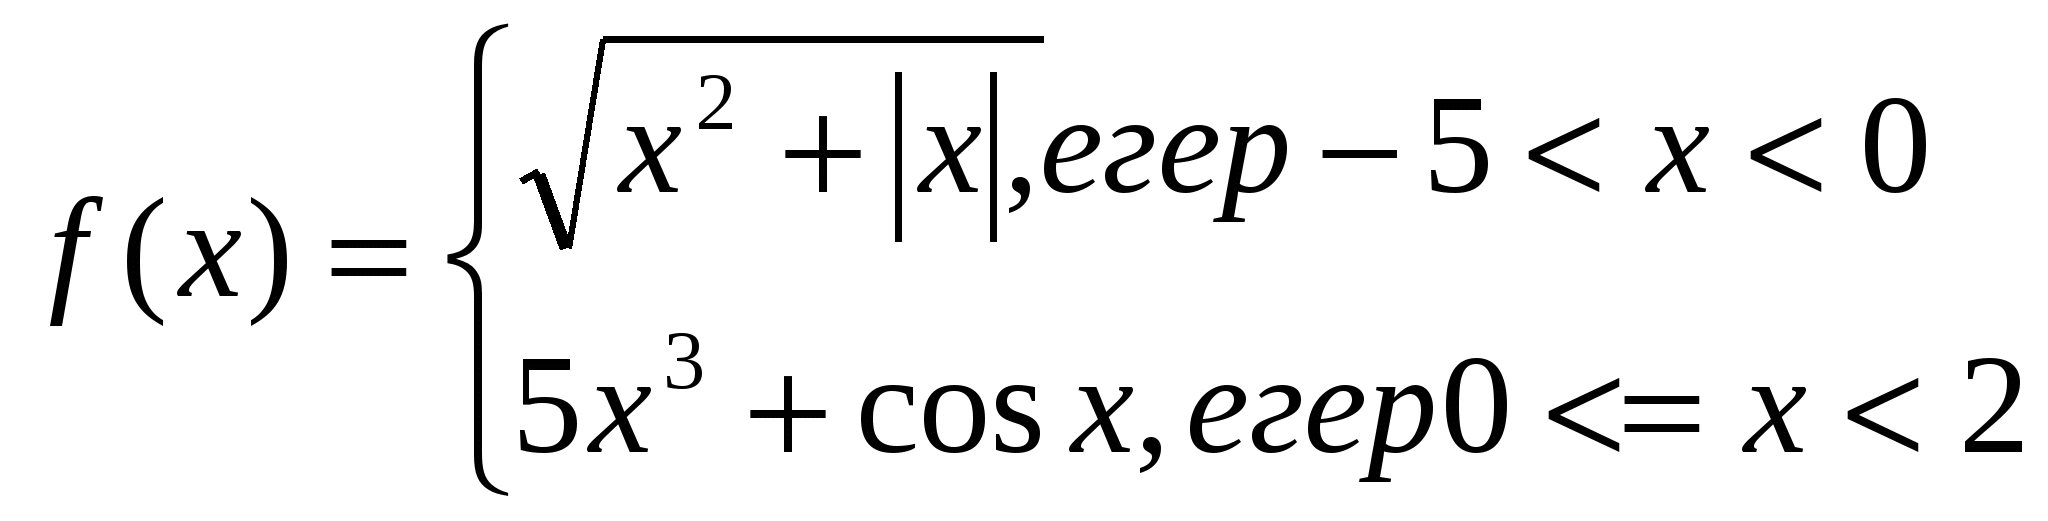 f(x) = { √(x² + |x|), егер − 5 < x < 0
5x³ + cos x, егер 0 <= x < 2